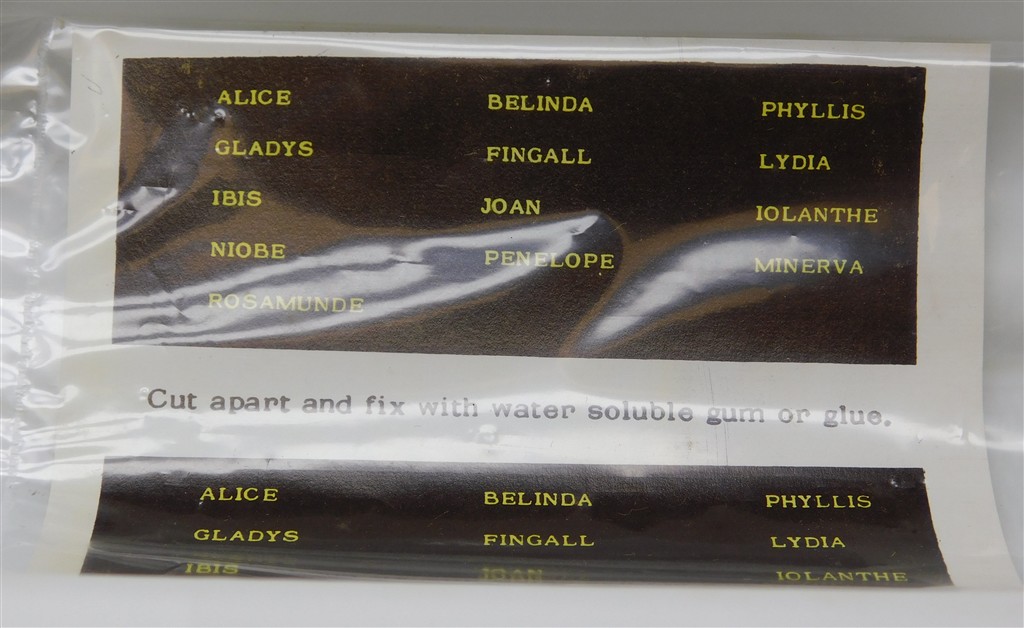 ALICE BELINDA PHYLLIS
GLADYS FINGALL LYDIA
IBIS JOAN IOLANTHE
NIOBE PENELOPE MINERVA
ROSAMUNDE
Cut apart and fix with water soluble gum or glue.
ALICE BELINDA PHYLLIS
GLADYS FINGALL LYDIA
IBIS JOAN IOLANTHE